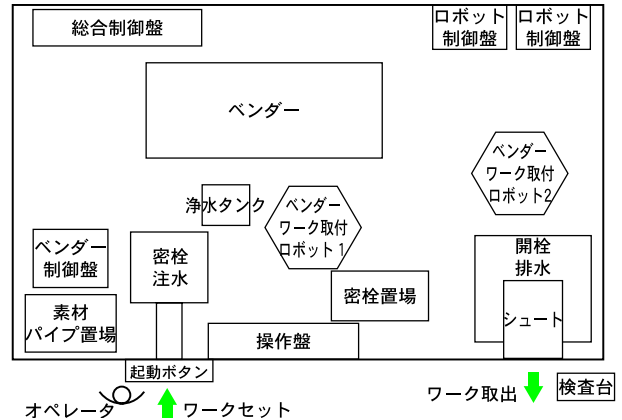 総合制御盤
ロボット
制御盤
ロボット
制御盤
ベンダー
ベンダー
ワーク取付
ロボット2
浄水タンク
ベンダー
ワーク取付
ロボット1
ベンダー
制御盤
密栓
注水
開栓
排水
密栓置場
素材
パイプ置場
シュート
操作盤
起動ボタン
オペレータ
ワークセット
ワーク取出
検査台